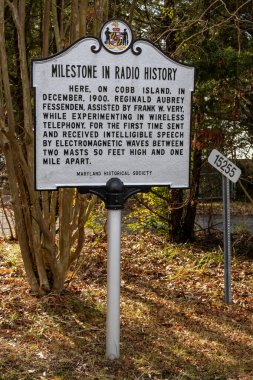 MILESTONE IN RADIO HISTORY
HERE, ON COBB ISLAND, IN
DECEMBER, 1900, REGINALD AUBREY
FESSENDEN, ASSISTED BY FRANK W. VERY,
WHILE EXPERIMENTING IN WIRELESS
TELEPHONY, FOR THE FIRST TIME SENT
AND RECEIVED INTELLIGIBLE SPEECH
BY ELECTROMAGNETIC WAVES BETWEEN
TWO MASTS 50 FEET HIGH AND ONE
MILE APART.
MARYLAND HISTORICAL SOCIETY
15255